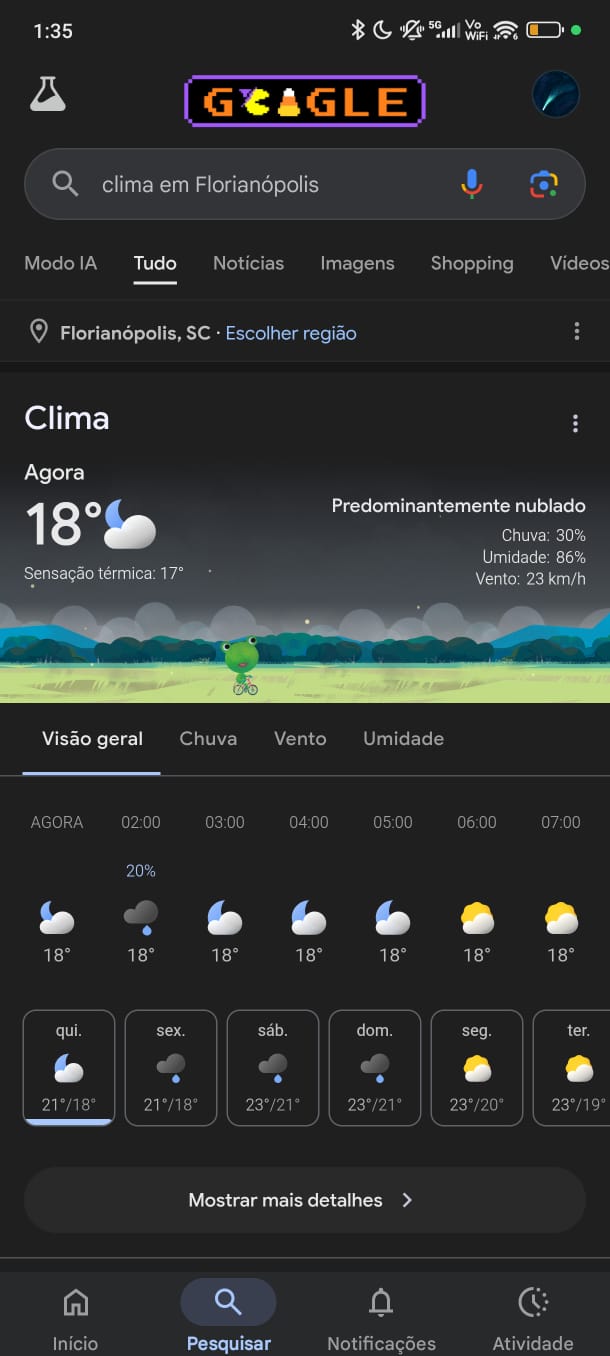 1:35
5G
Vo
WiFi
6
GOOGLE
clima em Florianópolis
Modo IA Tudo Notícias Imagens Shopping Vídeos
Florianópolis, SC · Escolher região
Clima
Agora
18°
Predominantemente nublado
Chuva: 30%
Umidade: 86%
Vento: 23 km/h
Sensação térmica: 17°
Visão geral Chuva Vento Umidade
AGORA 02:00 03:00 04:00 05:00 06:00 07:00
20%
18° 18° 18° 18° 18° 18° 18°
qui. sex. sáb. dom. seg. ter.
21°/18° 21°/18° 23°/21° 23°/21° 23°/20° 23°/19°
Mostrar mais detalhes
Início Pesquisar Notificações Atividade